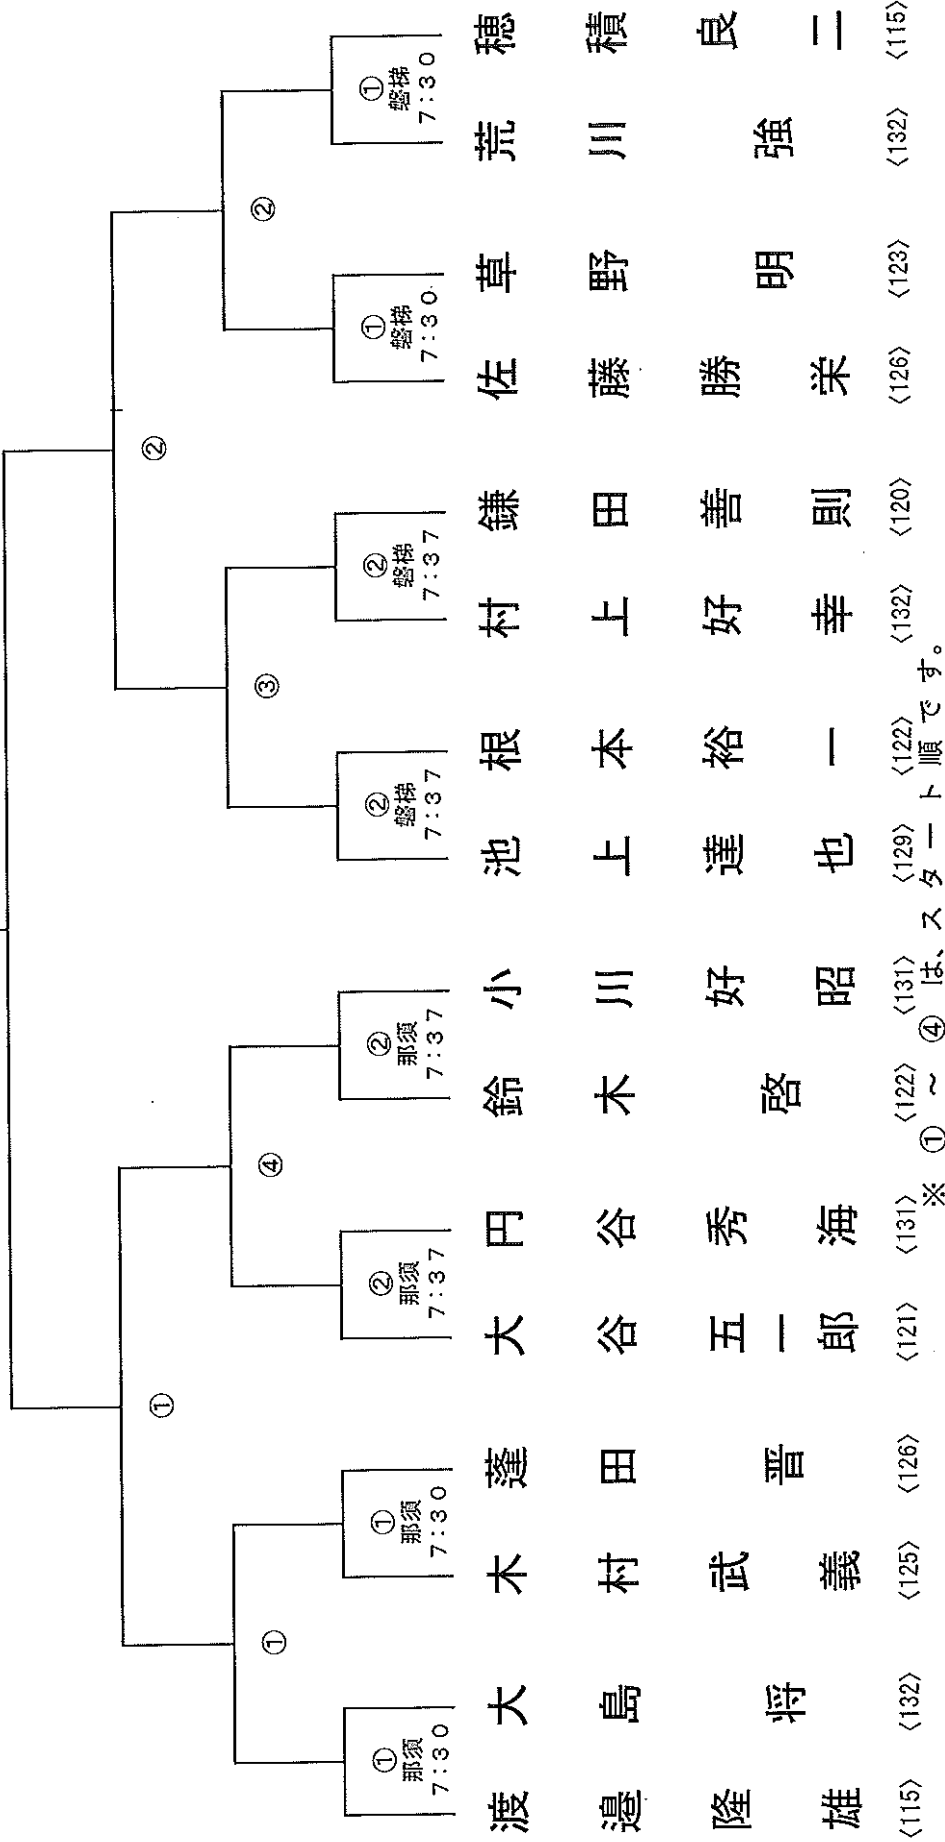 ②
①
②
③
④
①
①
磐梯
7:30
①
磐梯
7:30
②
磐梯
7:37
②
磐梯
7:37
②
那須
7:37
②
那須
7:37
①
那須
7:30
①
那須
7:30
穂積良二 〈115〉
荒川強 〈132〉
草野明 〈123〉
佐藤勝栄 〈126〉
鎌田善則 〈120〉
村上好幸 〈132〉
根本裕一 〈122〉
池上達也 〈129〉
小川好昭 〈131〉
鈴木啓 〈122〉
円谷秀海 〈131〉
大谷五一郎 〈121〉
蓬田晋 〈126〉
木村武義 〈125〉
大島将 〈132〉
渡邉隆雄 〈115〉
※ ① ~ ④ は、スタート順です。
②